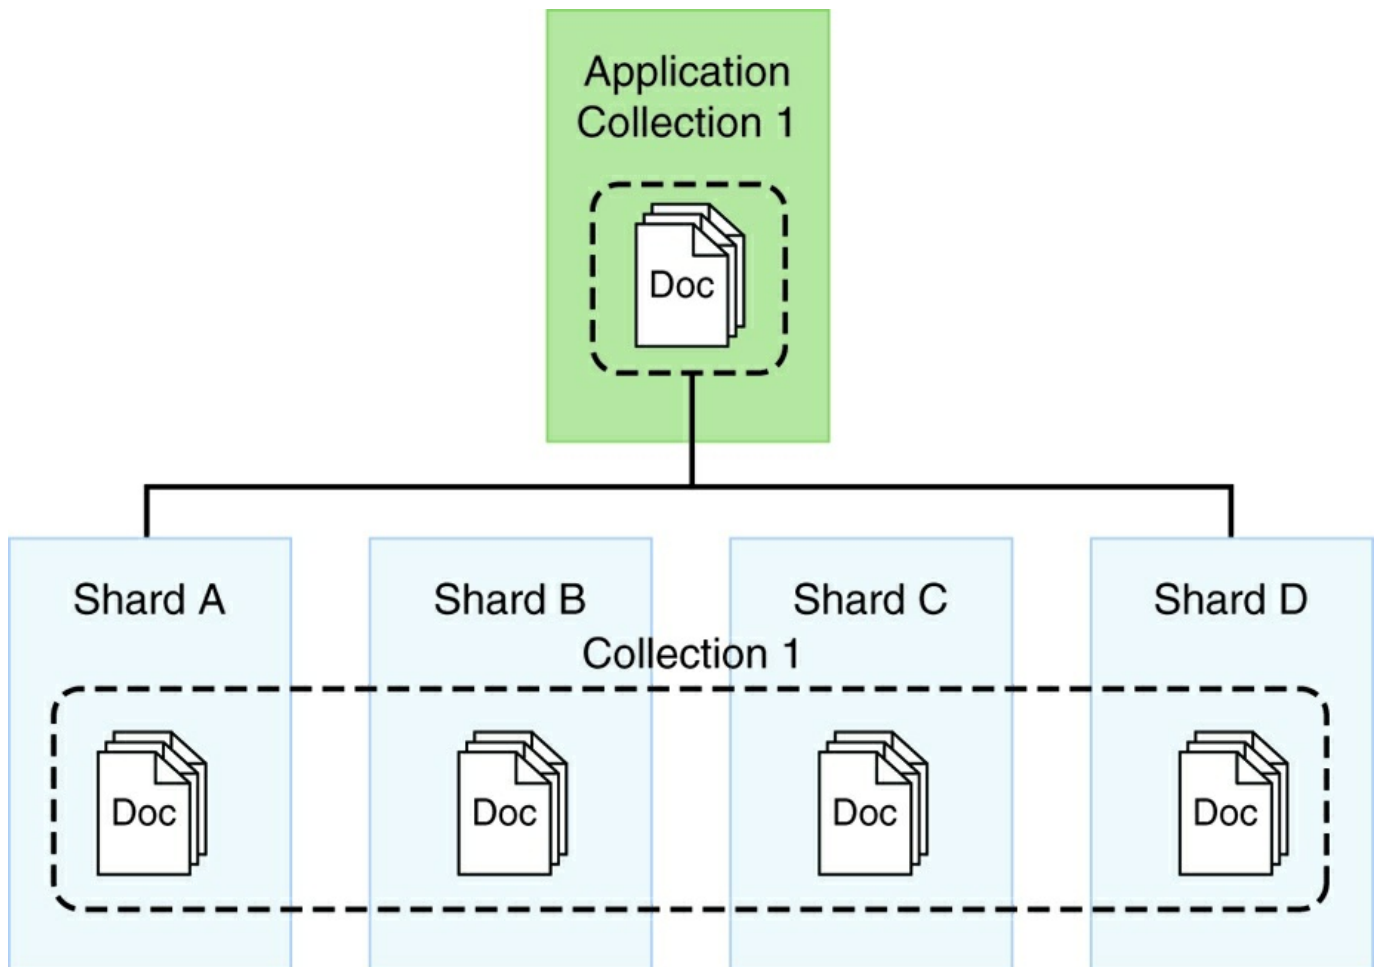 Application
Collection 1
Doc
Shard A
Shard B
Shard C
Shard D
Collection 1
Doc
Doc
Doc
Doc